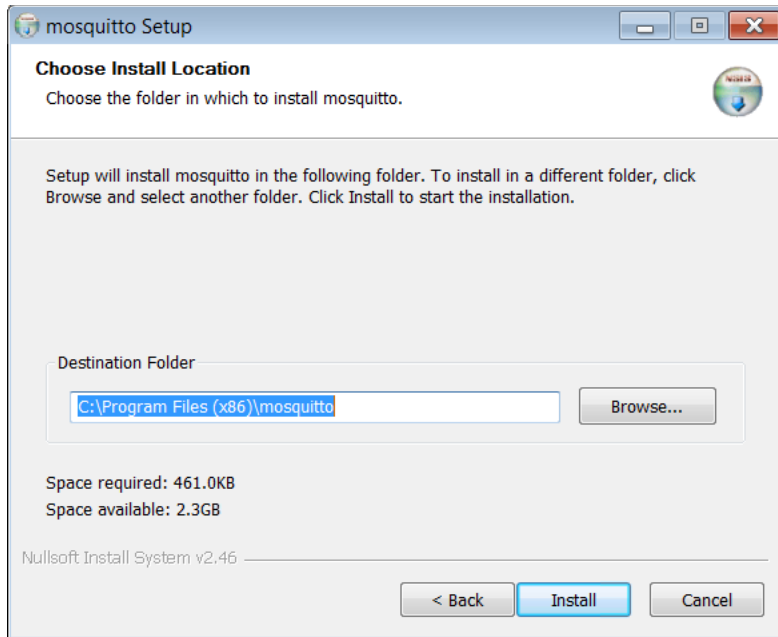 mosquitto Setup
Choose Install Location
Choose the folder in which to install mosquitto.
Setup will install mosquitto in the following folder. To install in a different folder, click
Browse and select another folder. Click Install to start the installation.
Destination Folder
C:\Program Files (x86)\mosquitto
Browse...
Space required: 461.0KB
Space available: 2.3GB
Nullsoft Install System v2.46
< Back
Install
Cancel